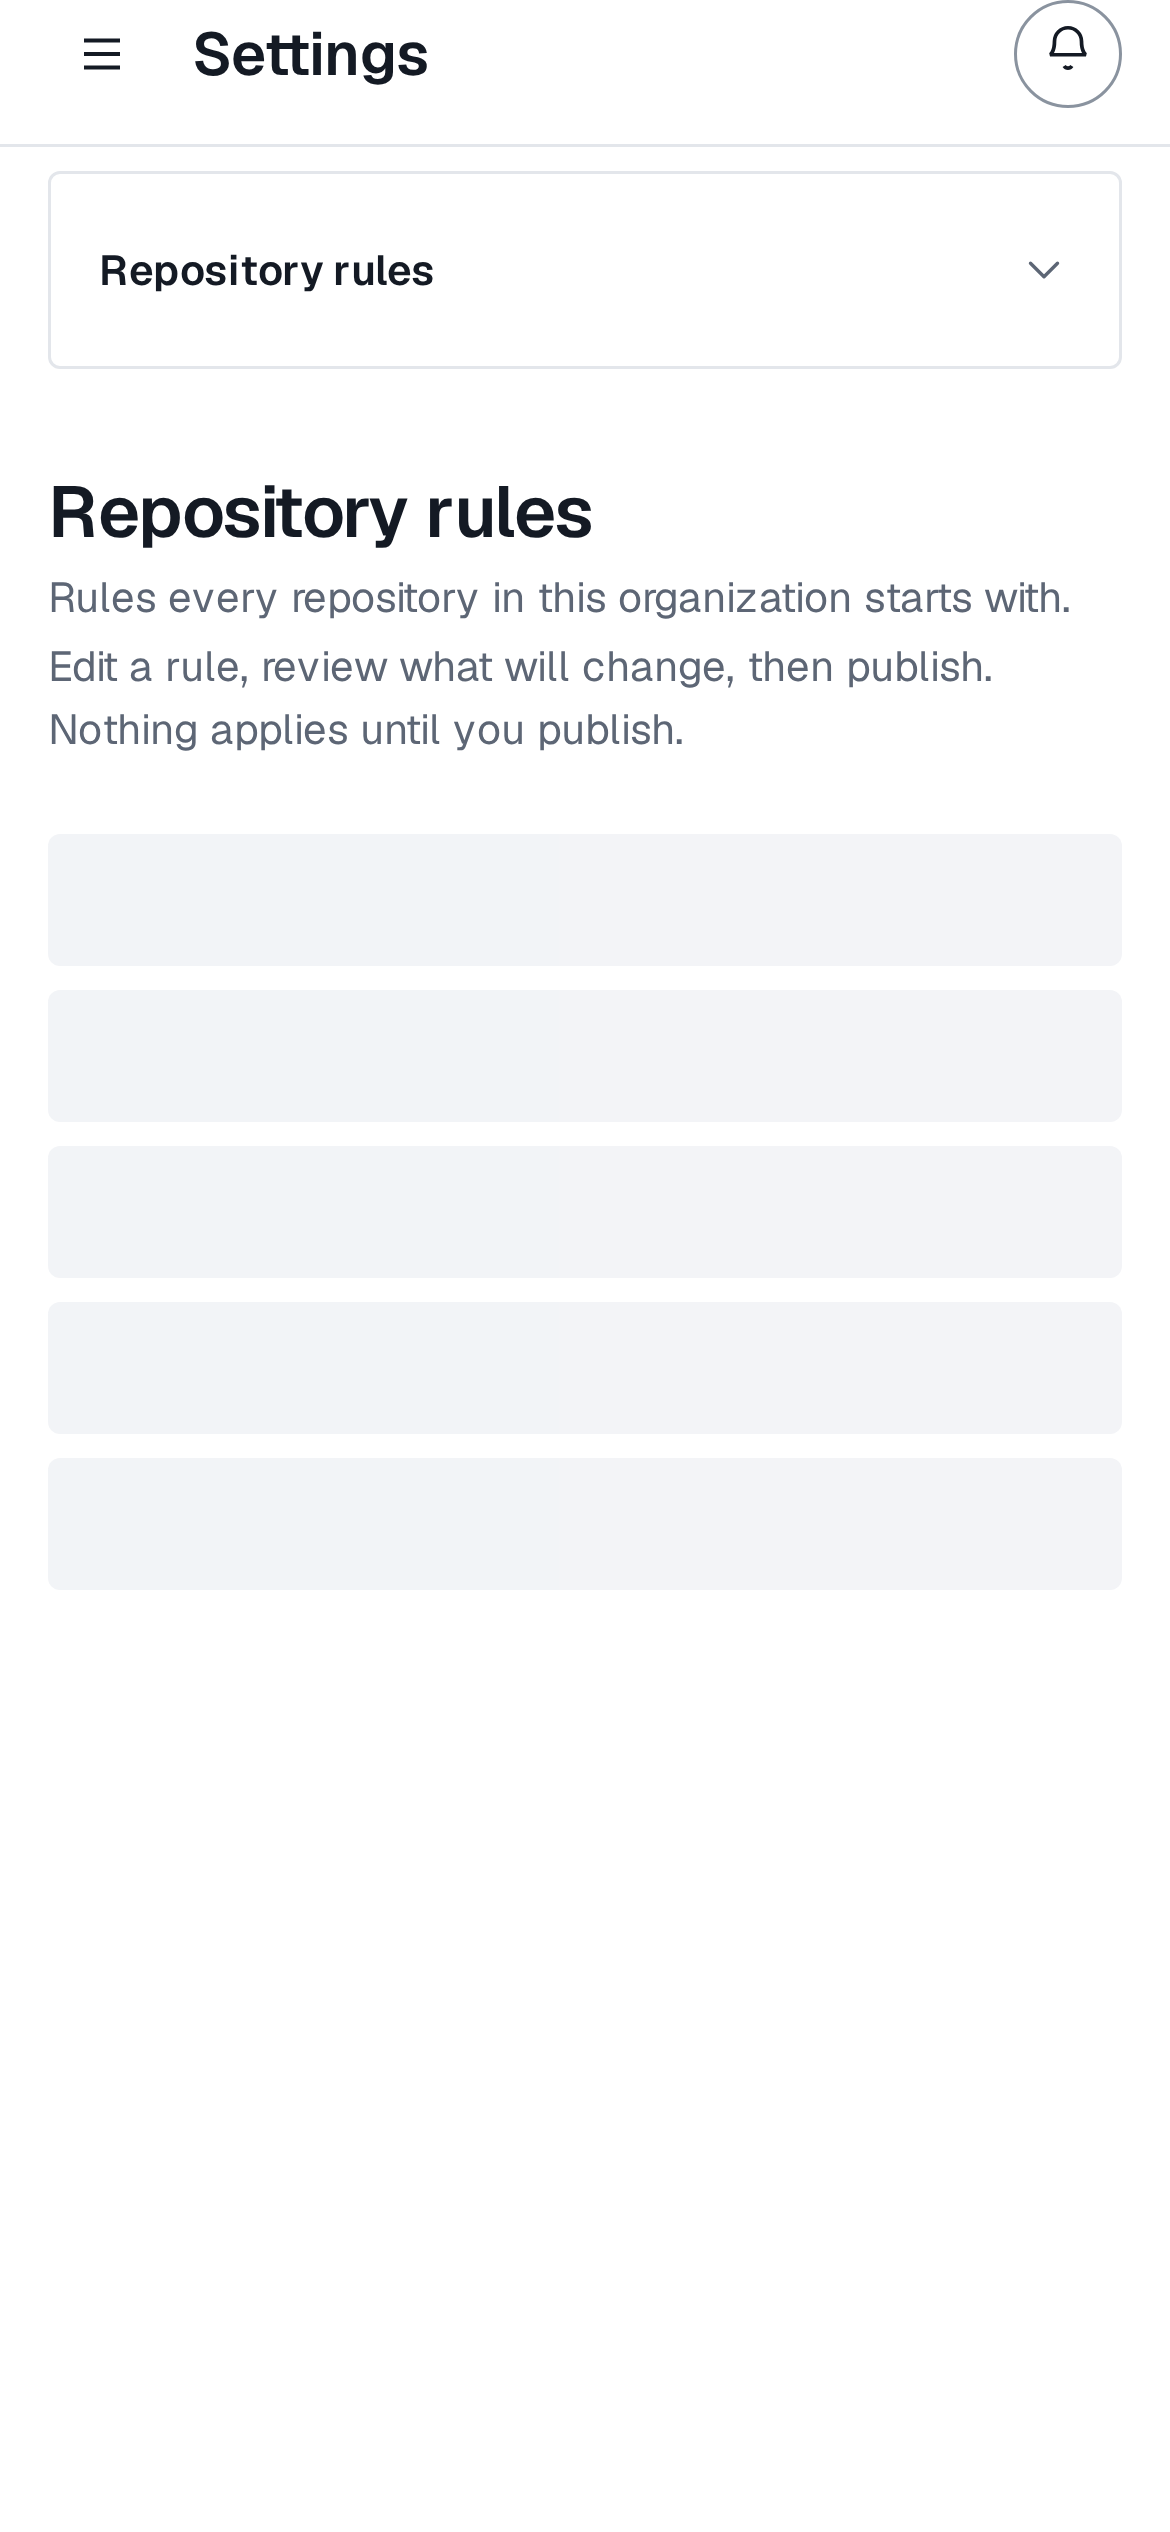 Settings
Repository rules
Repository rules
Rules every repository in this organization starts with.
Edit a rule, review what will change, then publish.
Nothing applies until you publish.